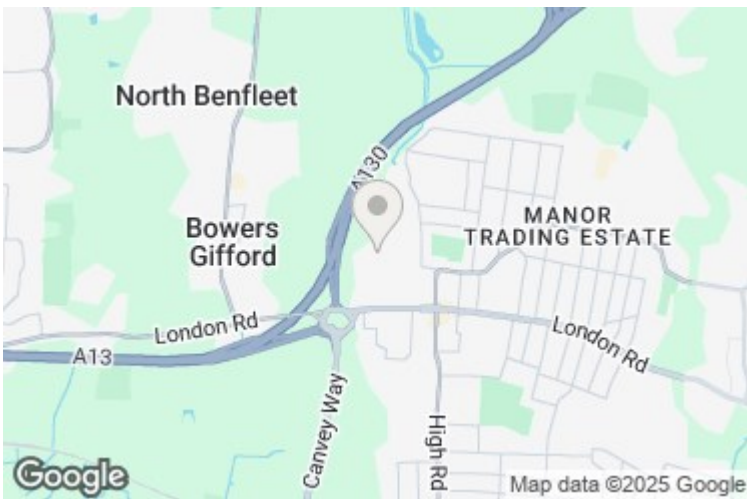 North Benfleet
A130
Bowers
Gifford
MANOR
TRADING ESTATE
London Rd
London Rd
A13
Canvey Way
High Rd
Google
Map data ©2025 Google